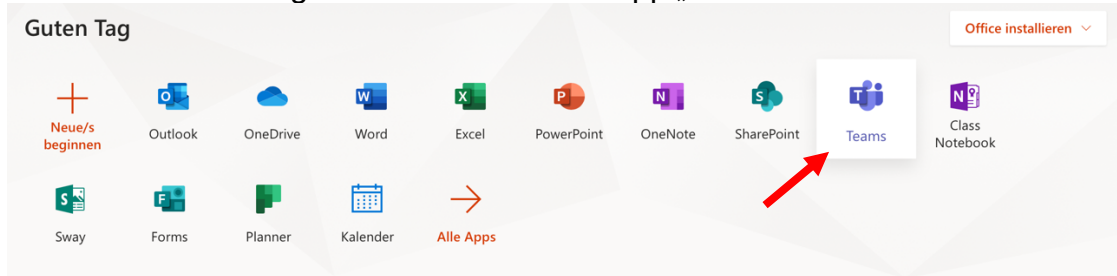 Guten Tag
Office installieren
Neue/s
beginnen
Outlook
OneDrive
Word
Excel
PowerPoint
OneNote
SharePoint
Teams
Class
Notebook
Sway
Forms
Planner
Kalender
Alle Apps